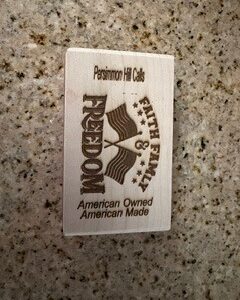 Persimmon Hill Calls
FAITH FAMILY
&
FREEDOM
American Owned
American Made